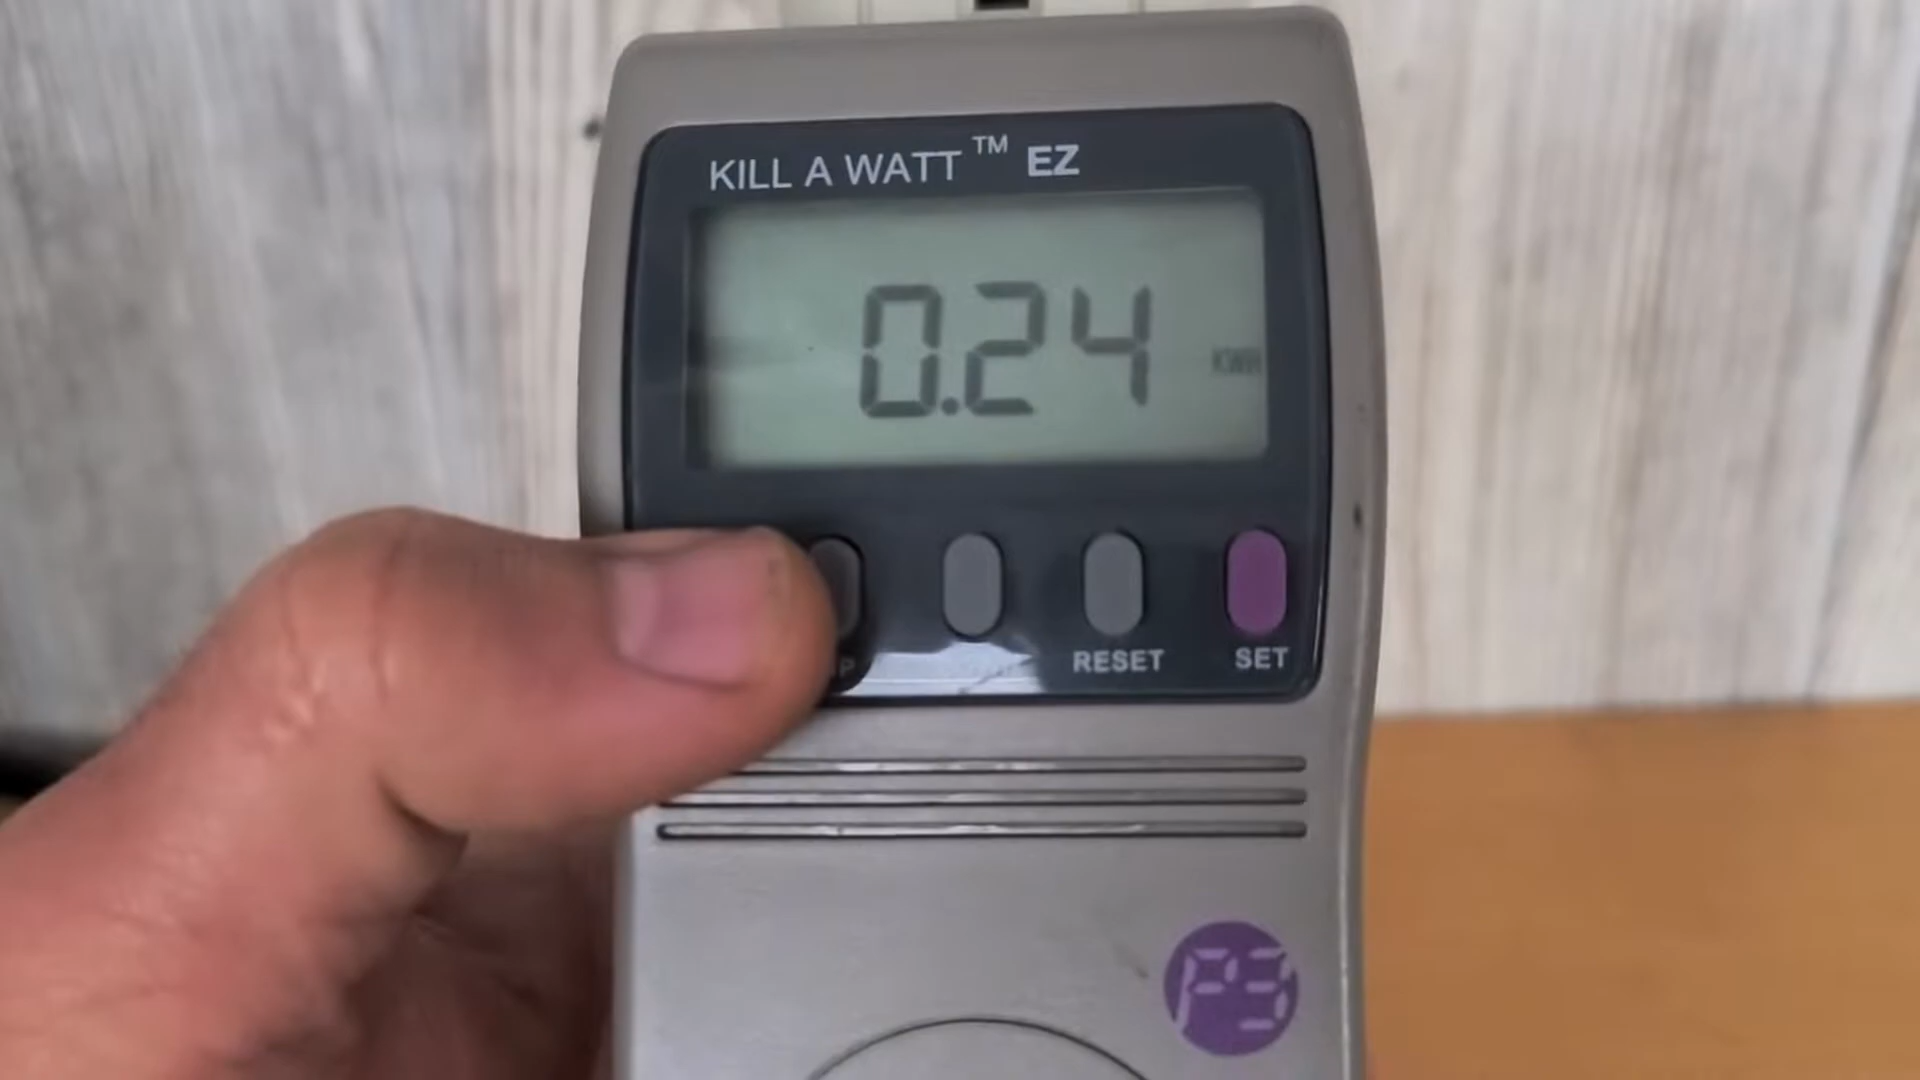 KILL A WATT™ EZ
0.24 KWH
RESET SET
P3